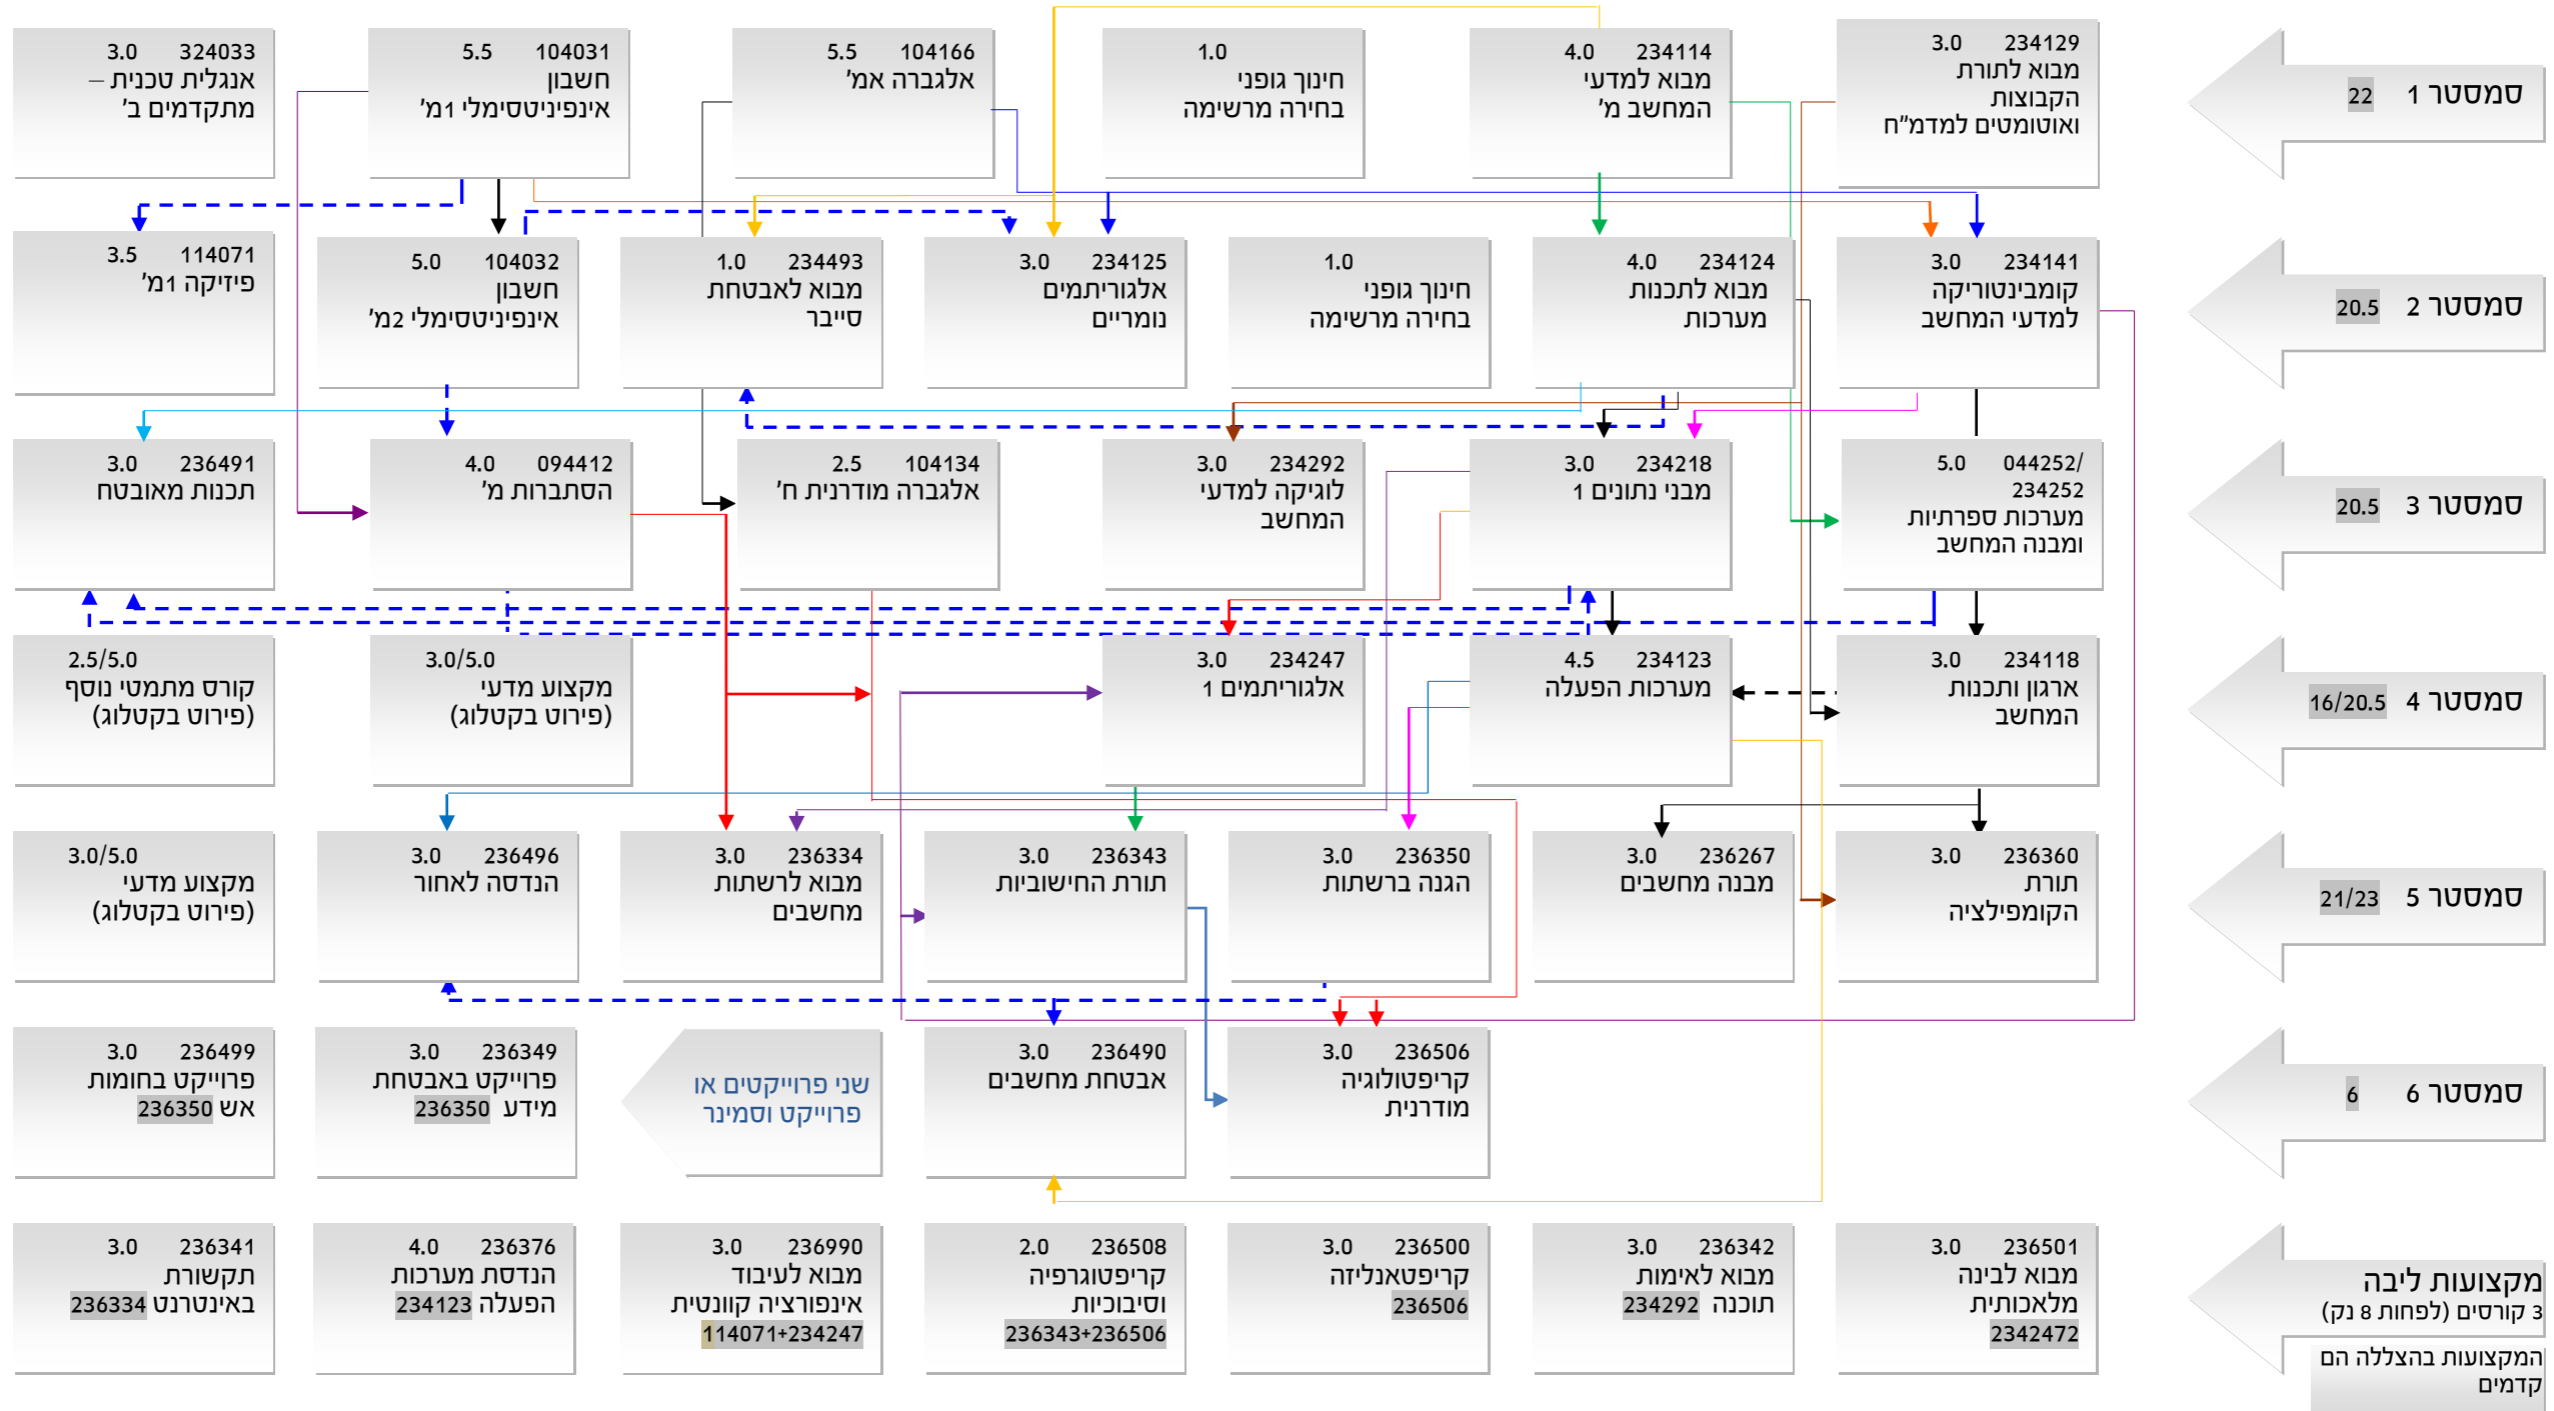 סמסטר 1 22
234129 3.0
מבוא לתורת
הקבוצות
ואוטומטים למדמ"ח
234114 4.0
מבוא למדעי
המחשב מ'
1.0
חינוך גופני
בחירה מרשימה
104166 5.5
אלגברה אמ'
104031 5.5
חשבון
אינפיניטסימלי 1מ'
324033 3.0
אנגלית טכנית –
מתקדמים ב'
סמסטר 2 20.5
234141 3.0
קומבינטוריקה
למדעי המחשב
234124 4.0
מבוא לתכנות
מערכות
1.0
חינוך גופני
בחירה מרשימה
234125 3.0
אלגוריתמים
נומריים
234493 1.0
מבוא לאבטחת
סייבר
104032 5.0
חשבון
אינפיניטסימלי 2מ'
114071 3.5
פיזיקה 1מ'
סמסטר 3 20.5
044252/ 5.0
234252
מערכות ספרתיות
ומבנה המחשב
234218 3.0
מבני נתונים 1
234292 3.0
לוגיקה למדעי
המחשב
104134 2.5
אלגברה מודרנית ח'
094412 4.0
הסתברות מ'
236491 3.0
תכנות מאובטח
סמסטר 4 16/20.5
234118 3.0
ארגון ותכנות
המחשב
234123 4.5
מערכות הפעלה
234247 3.0
אלגוריתמים 1
3.0/5.0
מקצוע מדעי
(פירוט בקטלוג)
2.5/5.0
קורס מתמטי נוסף
(פירוט בקטלוג)
סמסטר 5 21/23
236360 3.0
תורת
הקומפילציה
236267 3.0
מבנה מחשבים
236350 3.0
הגנה ברשתות
236343 3.0
תורת החישוביות
236334 3.0
מבוא לרשתות
מחשבים
236496 3.0
הנדסה לאחור
3.0/5.0
מקצוע מדעי
(פירוט בקטלוג)
סמסטר 6 6
236506 3.0
קריפטולוגיה
מודרנית
236490 3.0
אבטחת מחשבים
שני פרוייקטים או
פרוייקט וסמינר
236349 3.0
פרוייקט באבטחת
מידע 236350
236499 3.0
פרוייקט בחומות
אש 236350
מקצועות ליבה
3 קורסים (לפחות 8 נק)
המקצועות בהצללה הם
קדמים
236501 3.0
מבוא לבינה
מלאכותית
2342472
236342 3.0
מבוא לאימות
תוכנה 234292
236500 3.0
קריפטאנליזה
236506
236508 2.0
קריפטוגרפיה
וסיבוכיות
236343+236506
236990 3.0
מבוא לעיבוד
אינפורציה קוונטית
114071+234247
236376 4.0
הנדסת מערכות
הפעלה 234123
236341 3.0
תקשורת
באינטרנט 236334